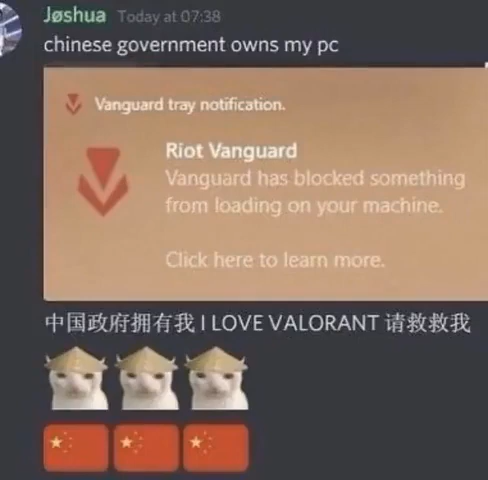 Jøshua Today at 07:38
chinese government owns my pc
Vanguard tray notification.
Riot Vanguard
Vanguard has blocked something
from loading on your machine.
Click here to learn more.
中国政府拥有我 I LOVE VALORANT 请救救我